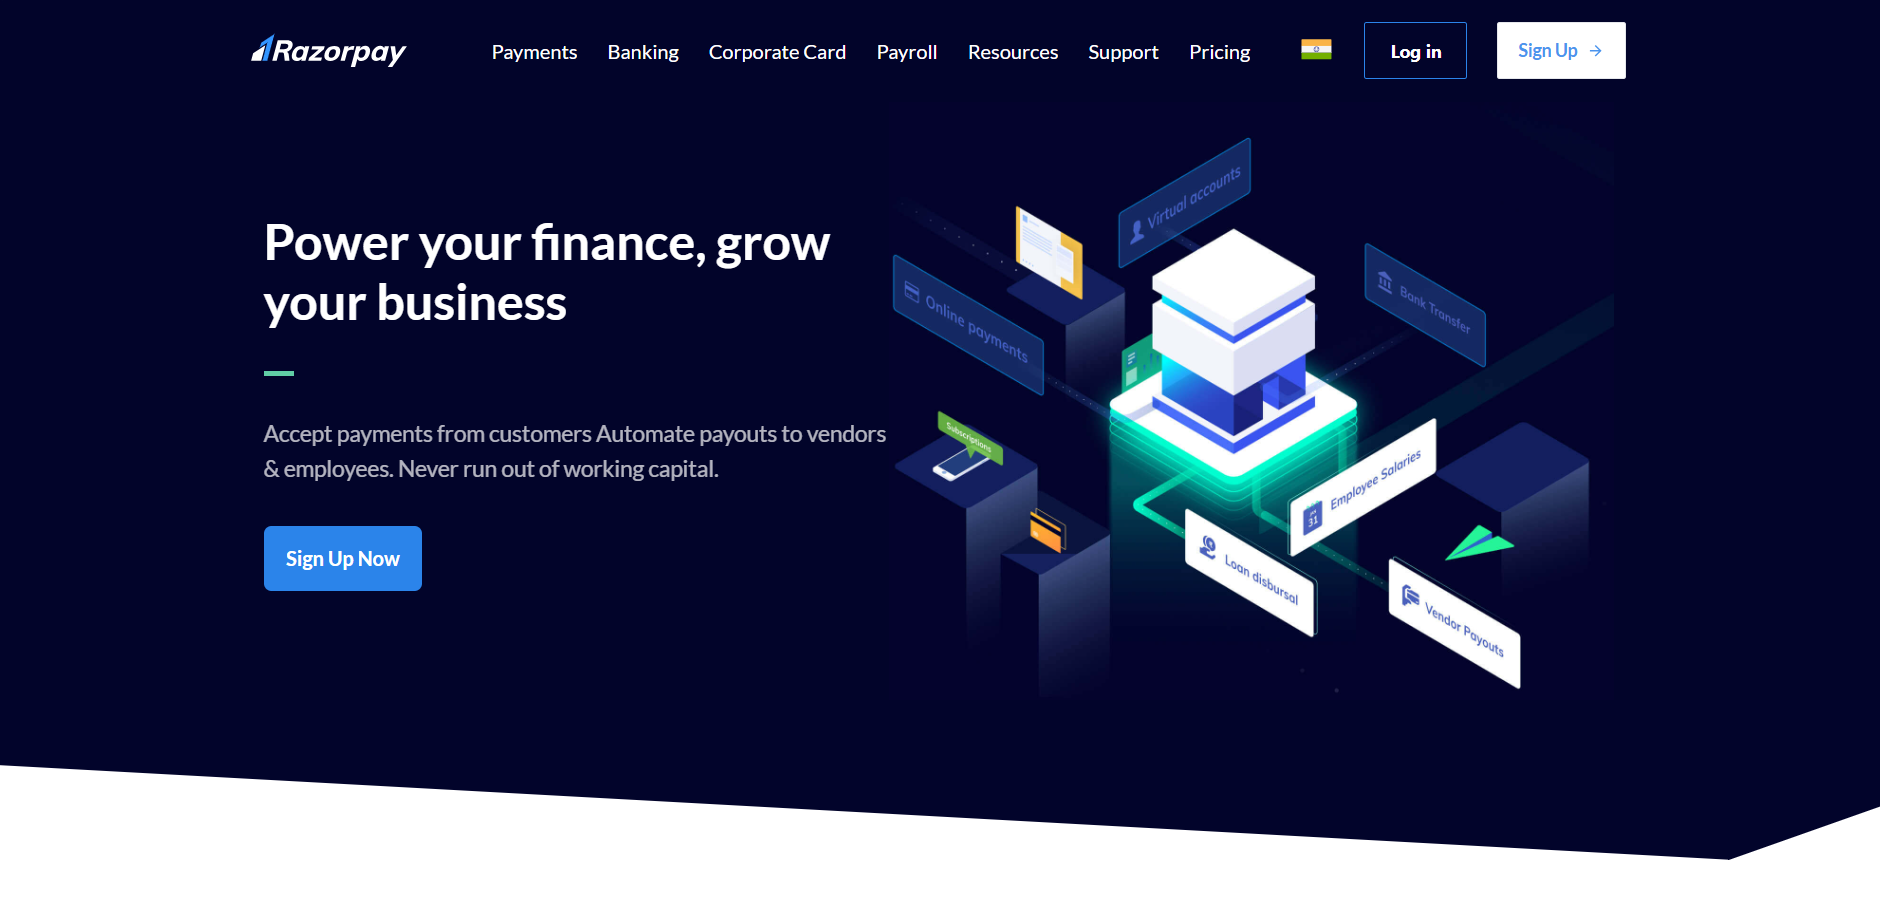 Razorpay
Payments
Banking
Corporate Card
Payroll
Resources
Support
Pricing
Log in
Sign Up
Power your finance, grow
your business
Accept payments from customers Automate payouts to vendors
& employees. Never run out of working capital.
Sign Up Now
Virtual accounts
Online payments
Bank Transfer
Subscriptions
Employee Salaries
31
Loan disbursal
Vendor Payouts